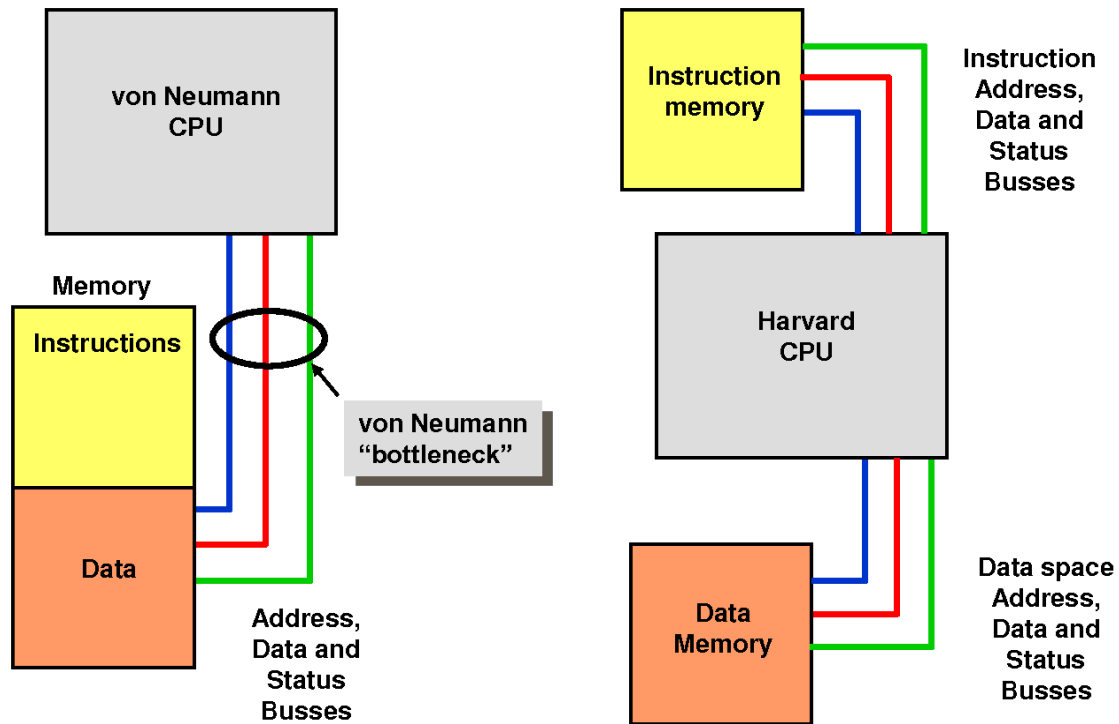 von Neumann
CPU
Memory
Instructions
Data
von Neumann
“bottleneck”
Address,
Data and
Status
Busses
Instruction
memory
Instruction
Address,
Data and
Status
Busses
Harvard
CPU
Data
Memory
Data space
Address,
Data and
Status
Busses